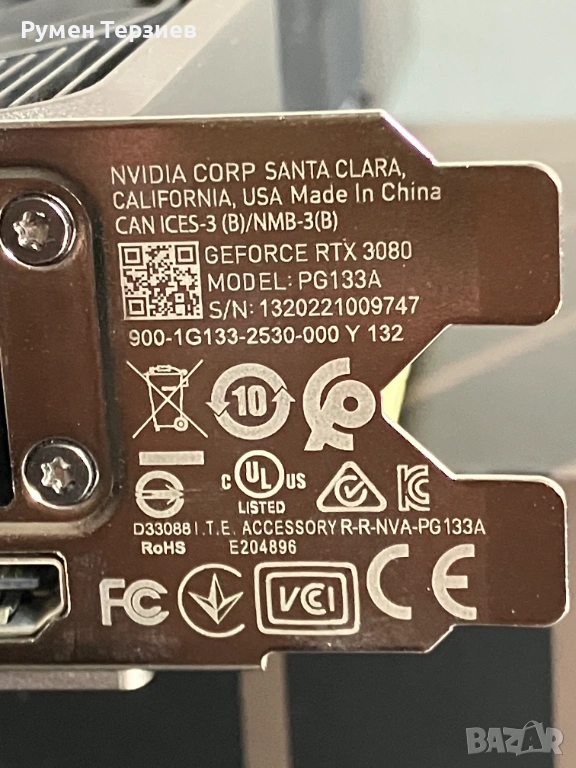 Румен Терзиев
NVIDIA CORP SANTA CLARA,
CALIFORNIA, USA Made In China
CAN ICES-3 (B)/NMB-3(B)
GEFORCE RTX 3080
MODEL: PG133A
S/N: 1320221009747
900-1G133-2530-000 Y 132
10
C UL US
LISTED
D33088 I.T.E. ACCESSORY R-R-NVA-PG133A
RoHS E204896
FC VCI CE
BAZAR